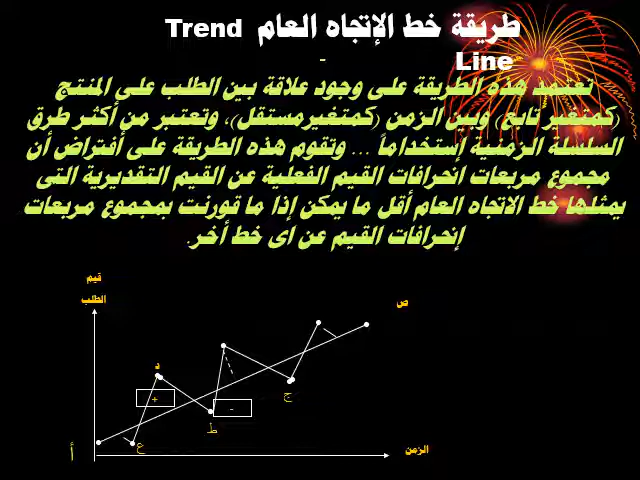 طريقة خط الإتجاه العام Trend
Line -
تعتمد هذه الطريقة على وجود علاقة بين الطلب على المنتج
(كمتغير تابع) وبين الزمن (كمتغيرمستقل)، وتعتبر من أكثر طرق
السلسلة الزمنية إستخداماً ... وتقوم هذه الطريقة على أفتراض أن
مجموع مربعات انحرافات القيم الفعلية عن القيم التقديرية التى
يمثلها خط الاتجاه العام أقل ما يمكن إذا ما قورنت بمجموع مربعات
إنحرافات القيم عن اى خط أخر.
قيم
الطلب
ص
د
+
-
ج
ط
ع
أ
الزمن